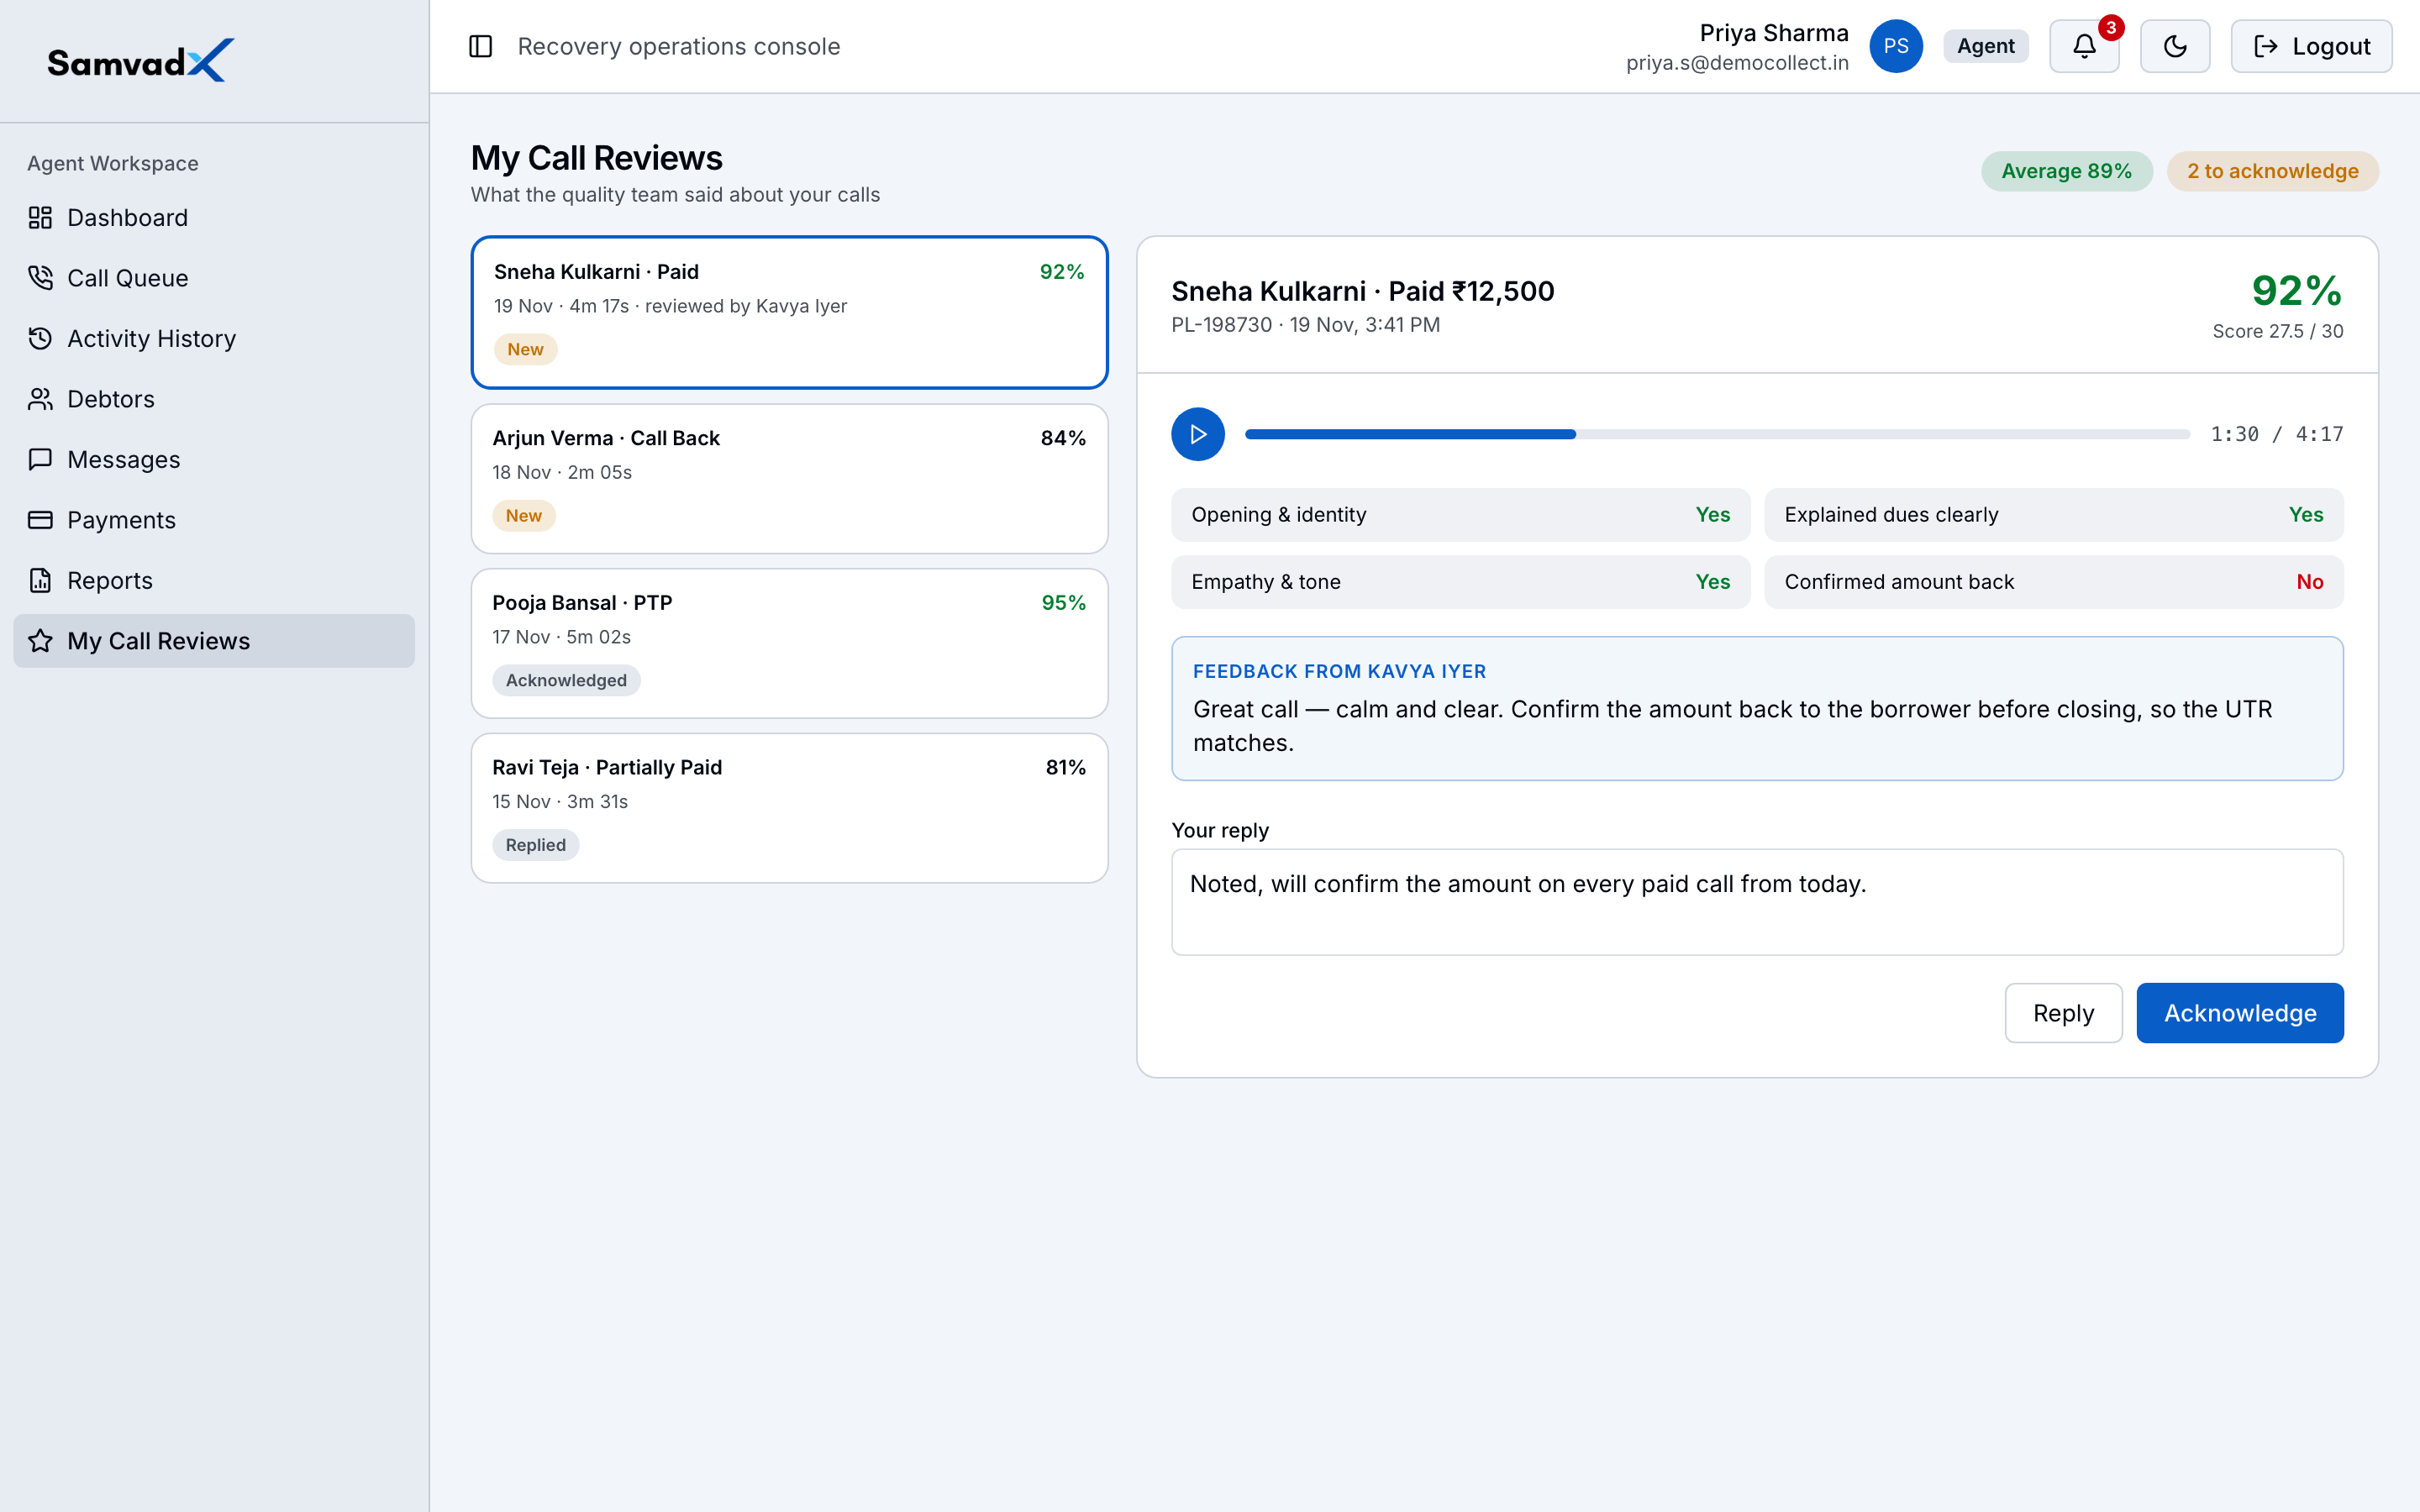 SamvadX
Recovery operations console
Priya Sharma
priya.s@democollect.in
PS
Agent
3
Logout
Agent Workspace
Dashboard
Call Queue
Activity History
Debtors
Messages
Payments
Reports
My Call Reviews
My Call Reviews
What the quality team said about your calls
Average 89%
2 to acknowledge
Sneha Kulkarni · Paid
92%
19 Nov · 4m 17s · reviewed by Kavya Iyer
New
Arjun Verma · Call Back
84%
18 Nov · 2m 05s
New
Pooja Bansal · PTP
95%
17 Nov · 5m 02s
Acknowledged
Ravi Teja · Partially Paid
81%
15 Nov · 3m 31s
Replied
Sneha Kulkarni · Paid ₹12,500
92%
PL-198730 · 19 Nov, 3:41 PM
Score 27.5 / 30
1:30 / 4:17
Opening & identity Yes
Explained dues clearly Yes
Empathy & tone Yes
Confirmed amount back No
FEEDBACK FROM KAVYA IYER
Great call — calm and clear. Confirm the amount back to the borrower before closing, so the UTR
matches.
Your reply
Noted, will confirm the amount on every paid call from today.
Reply
Acknowledge